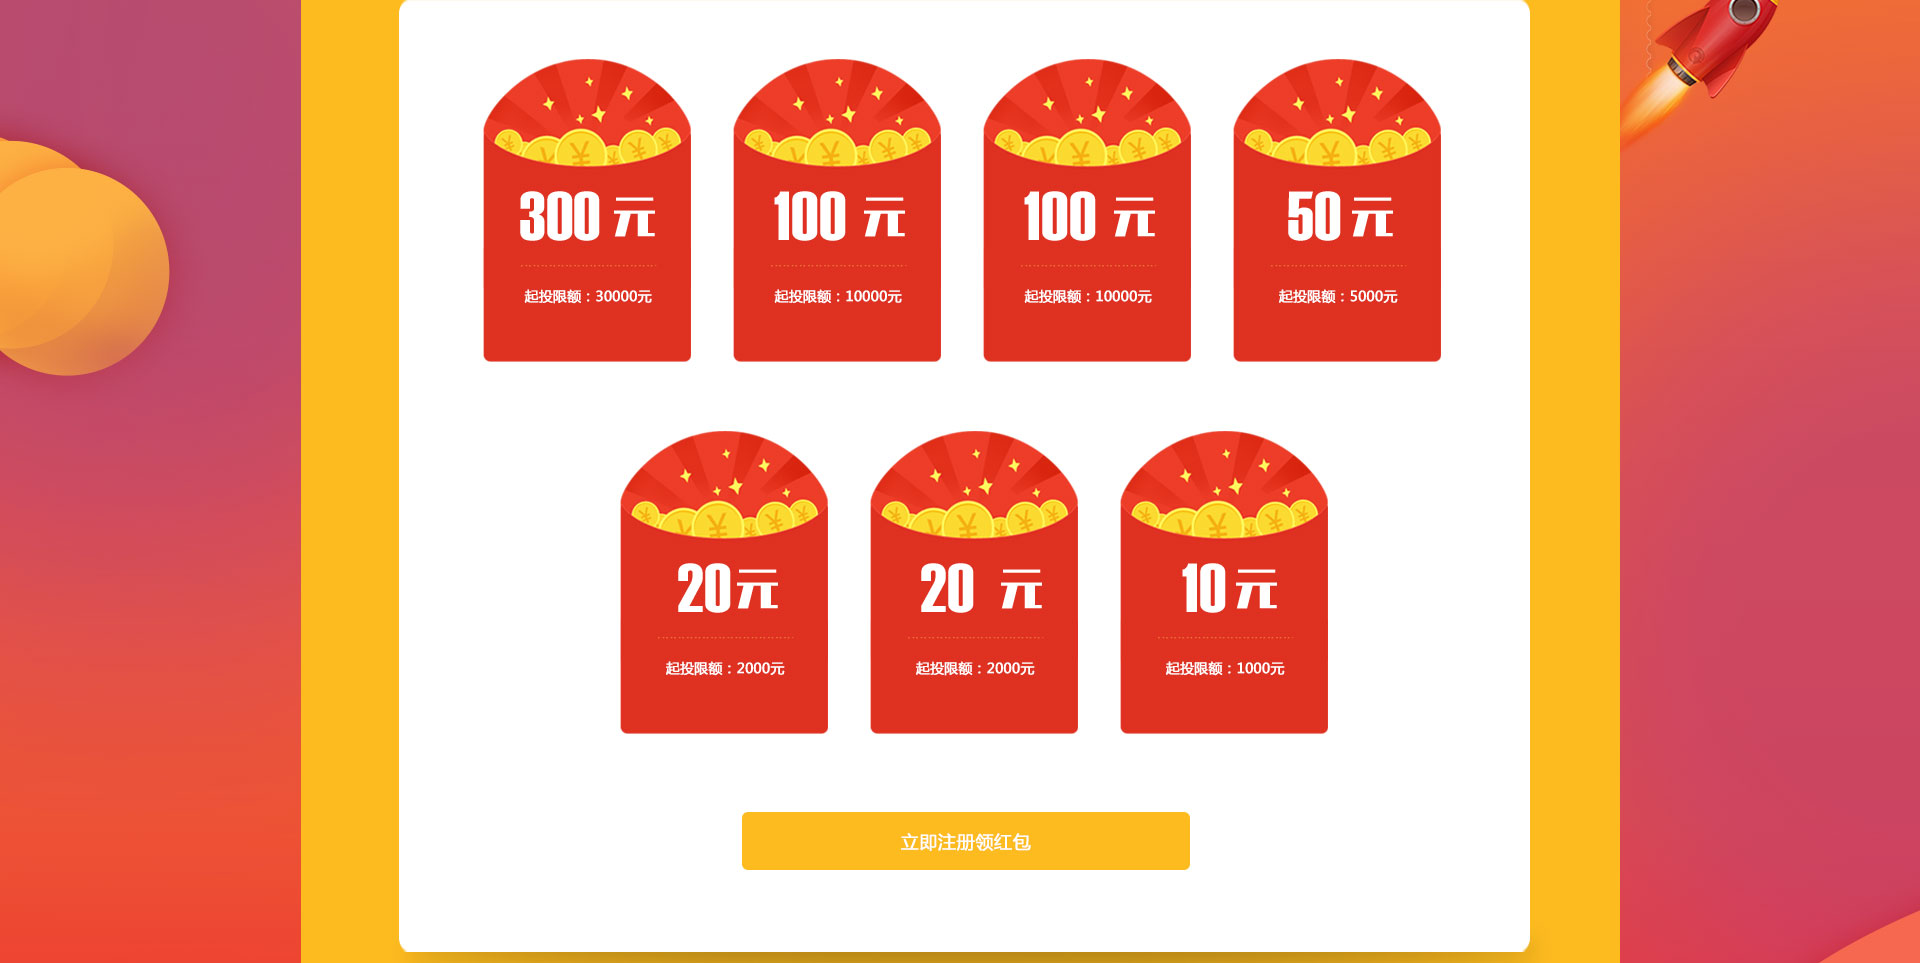 300 元
100 元
100 元
50 元
起投限额：30000元
起投限额：10000元
起投限额：10000元
起投限额：5000元
20元
20 元
10 元
起投限额：2000元
起投限额：2000元
起投限额：1000元
立即注册领红包